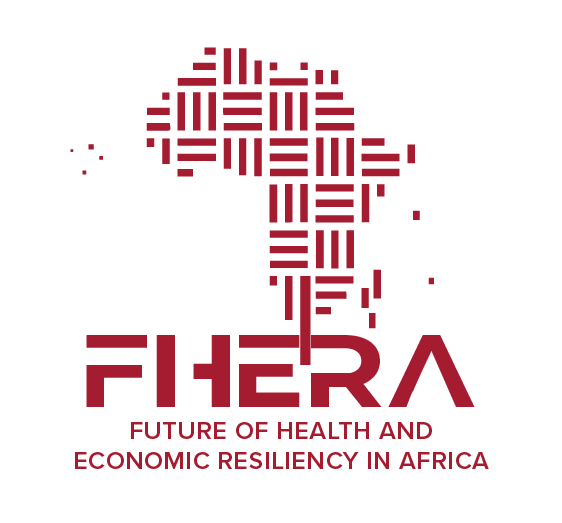 FHERA
FUTURE OF HEALTH AND
ECONOMIC RESILIENCY IN AFRICA